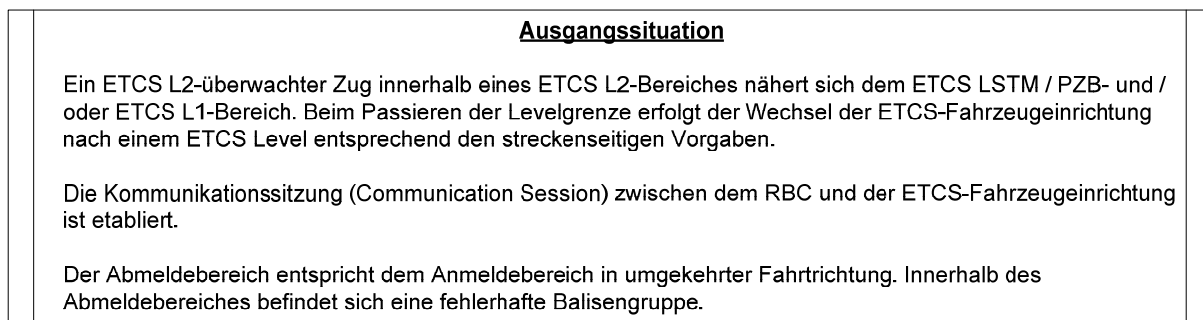 Ausgangssituation
Ein ETCS L2-überwachter Zug innerhalb eines ETCS L2-Bereiches nähert sich dem ETCS LSTM / PZB- und /
oder ETCS L1-Bereich. Beim Passieren der Levelgrenze erfolgt der Wechsel der ETCS-Fahrzeugeinrichtung
nach einem ETCS Level entsprechend den streckenseitigen Vorgaben.
Die Kommunikationssitzung (Communication Session) zwischen dem RBC und der ETCS-Fahrzeugeinrichtung
ist etabliert.
Der Abmeldebereich entspricht dem Anmeldebereich in umgekehrter Fahrtrichtung. Innerhalb des
Abmeldebereiches befindet sich eine fehlerhafte Balisengruppe.